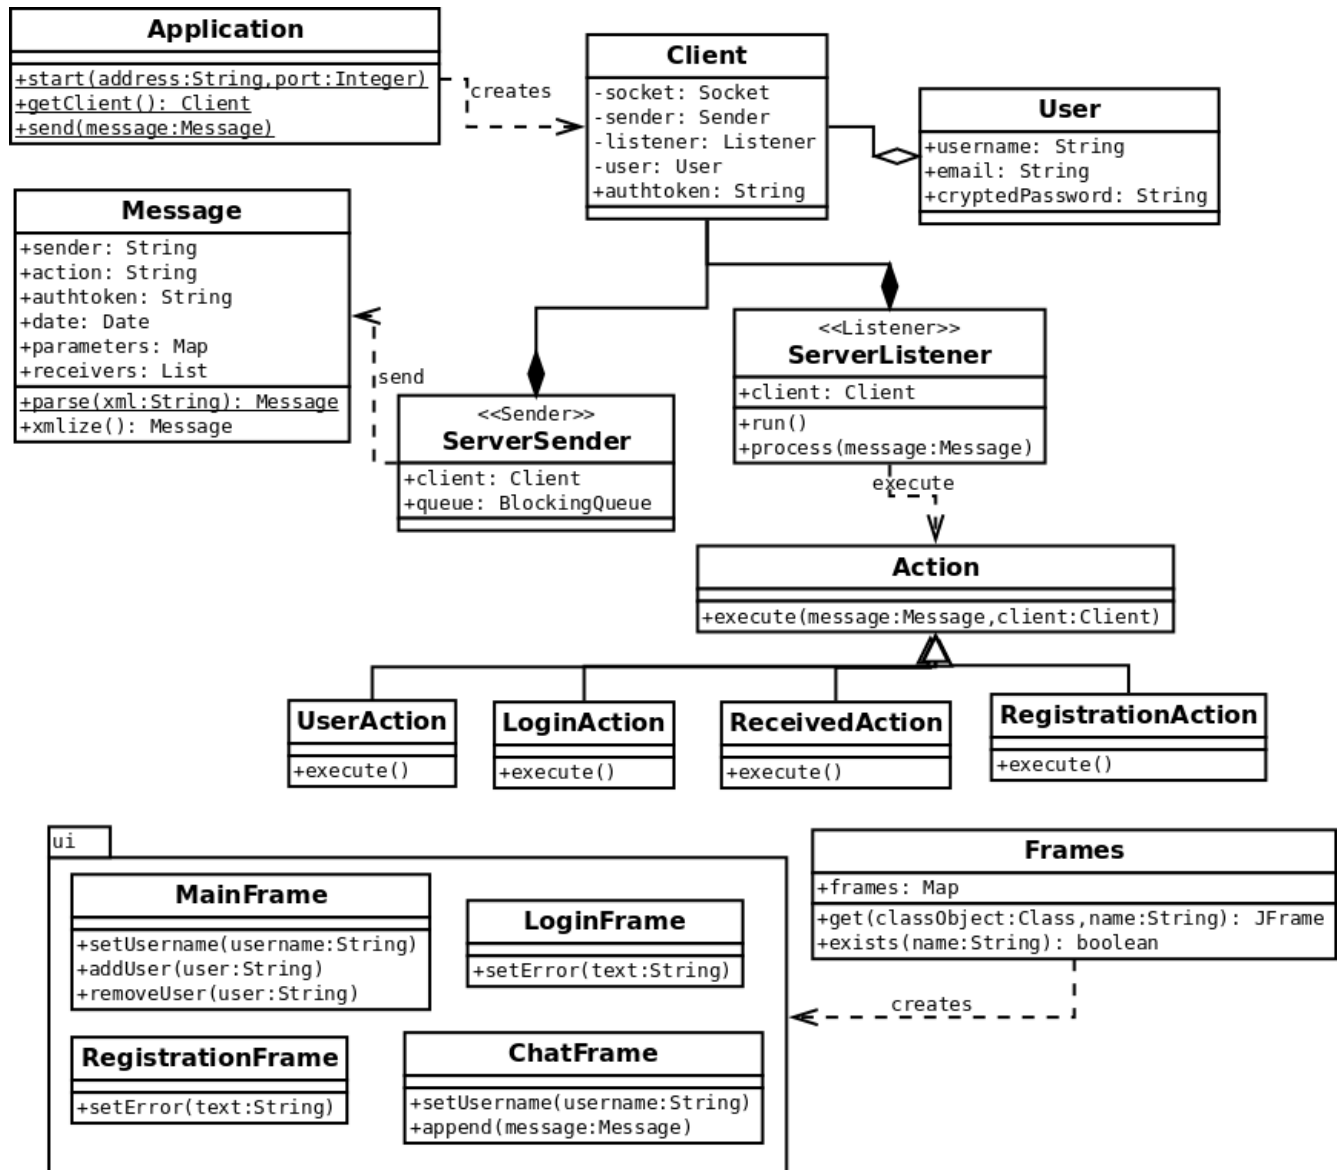 Application
+start(address:String,port:Integer)
+getClient(): Client
+send(message:Message)
creates
Client
-socket: Socket
-sender: Sender
-listener: Listener
-user: User
+authtoken: String
User
+username: String
+email: String
+cryptedPassword: String
Message
+sender: String
+action: String
+authtoken: String
+date: Date
+parameters: Map
+receivers: List
+parse(xml:String): Message
+xmlize(): Message
send
<<Sender>>
ServerSender
+client: Client
+queue: BlockingQueue
<<Listener>>
ServerListener
+client: Client
+run()
+process(message:Message)
execute
Action
+execute(message:Message,client:Client)
UserAction
+execute()
LoginAction
+execute()
ReceivedAction
+execute()
RegistrationAction
+execute()
ui
MainFrame
+setUsername(username:String)
+addUser(user:String)
+removeUser(user:String)
LoginFrame
+setError(text:String)
RegistrationFrame
+setError(text:String)
ChatFrame
+setUsername(username:String)
+append(message:Message)
Frames
+frames: Map
+get(classObject:Class,name:String): JFrame
+exists(name:String): boolean
creates